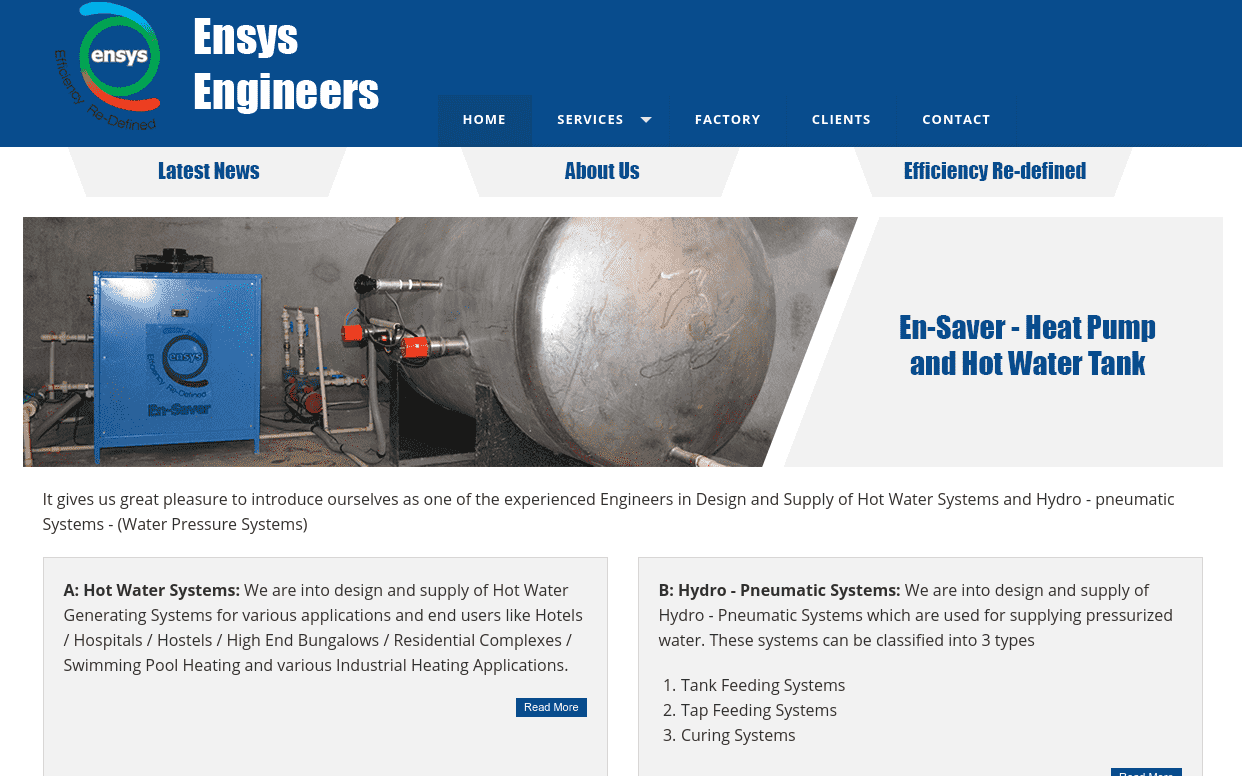 ensys
Efficiency Re-Defined
Ensys
Engineers
HOME
SERVICES
FACTORY
CLIENTS
CONTACT
Latest News
About Us
Efficiency Re-defined
ensys
Efficiency Re-Defined
En-Saver
En-Saver - Heat Pump
and Hot Water Tank
It gives us great pleasure to introduce ourselves as one of the experienced Engineers in Design and Supply of Hot Water Systems and Hydro - pneumatic
Systems - (Water Pressure Systems)
A: Hot Water Systems: We are into design and supply of Hot Water
Generating Systems for various applications and end users like Hotels
/ Hospitals / Hostels / High End Bungalows / Residential Complexes /
Swimming Pool Heating and various Industrial Heating Applications.
Read More
B: Hydro - Pneumatic Systems: We are into design and supply of
Hydro - Pneumatic Systems which are used for supplying pressurized
water. These systems can be classified into 3 types
1. Tank Feeding Systems
2. Tap Feeding Systems
3. Curing Systems
Read More